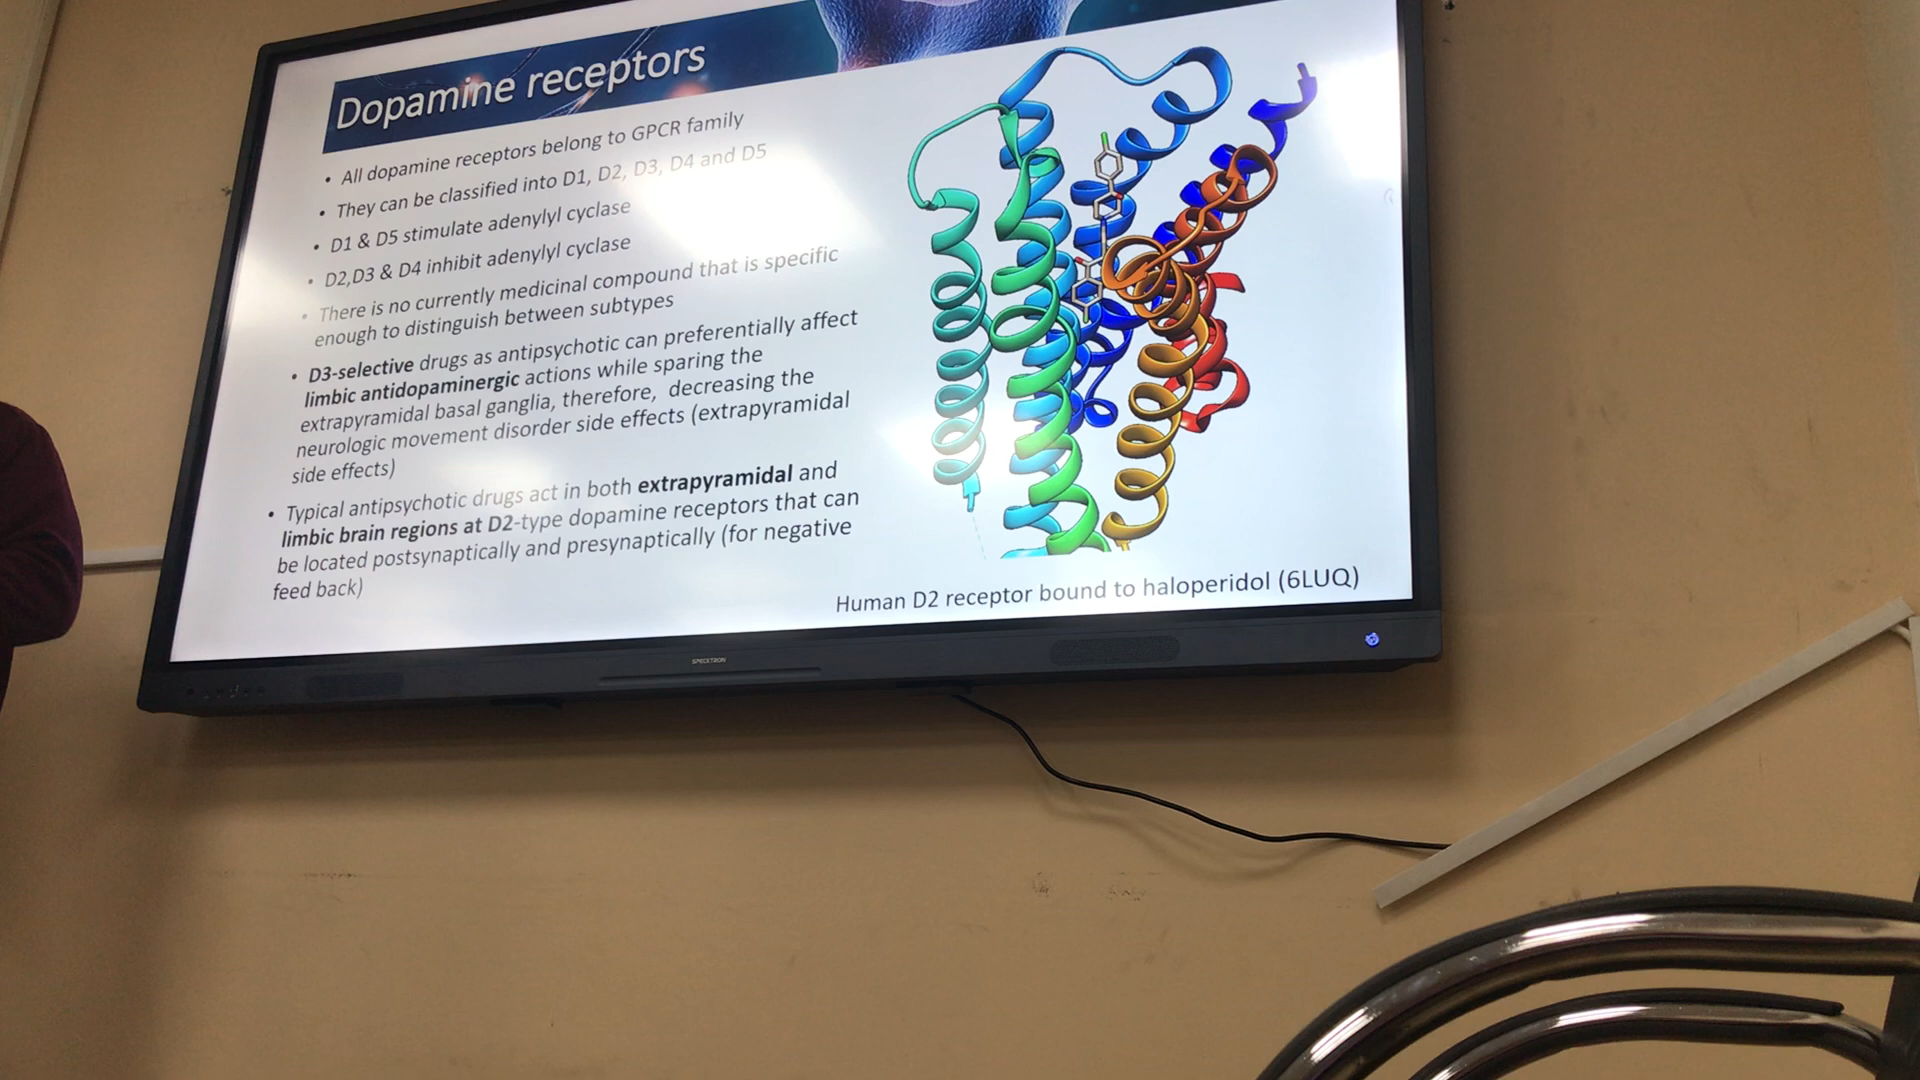 Dopamine receptors
• All dopamine receptors belong to GPCR family
• They can be classified into D1, D2, D3, D4 and D5
• D1 & D5 stimulate adenylyl cyclase
• D2,D3 & D4 inhibit adenylyl cyclase
• There is no currently medicinal compound that is specific
enough to distinguish between subtypes
• D3-selective drugs as antipsychotic can preferentially affect
limbic antidopaminergic actions while sparing the
extrapyramidal basal ganglia, therefore, decreasing the
neurologic movement disorder side effects (extrapyramidal
side effects)
• Typical antipsychotic drugs act in both extrapyramidal and
limbic brain regions at D2-type dopamine receptors that can
be located postsynaptically and presynaptically (for negative
feed back)
Human D2 receptor bound to haloperidol (6LUQ)
SPECKTRON